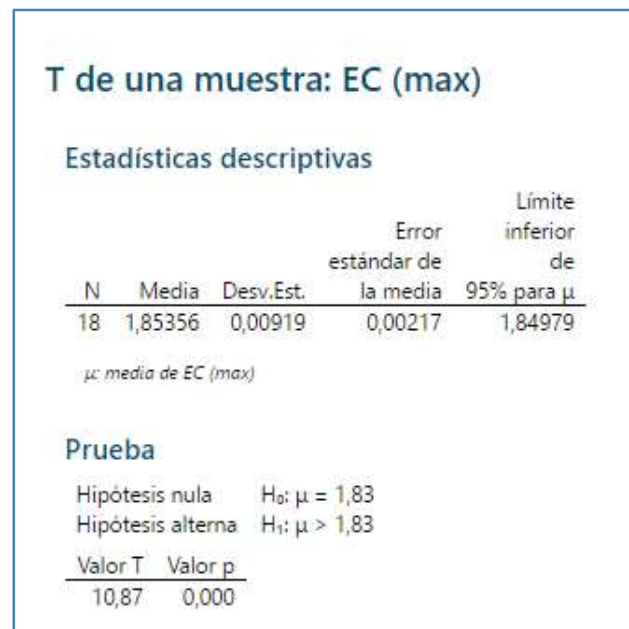 T de una muestra: EC (max)
Estadísticas descriptivas
Límite
Error inferior
estándar de de
N Media Desv.Est. la media 95% para μ
18 1,85356 0,00919 0,00217 1,84979
μ: media de EC (max)
Prueba
Hipótesis nula H₀: μ = 1,83
Hipótesis alterna H₁: μ > 1,83
Valor T Valor p
10,87 0,000